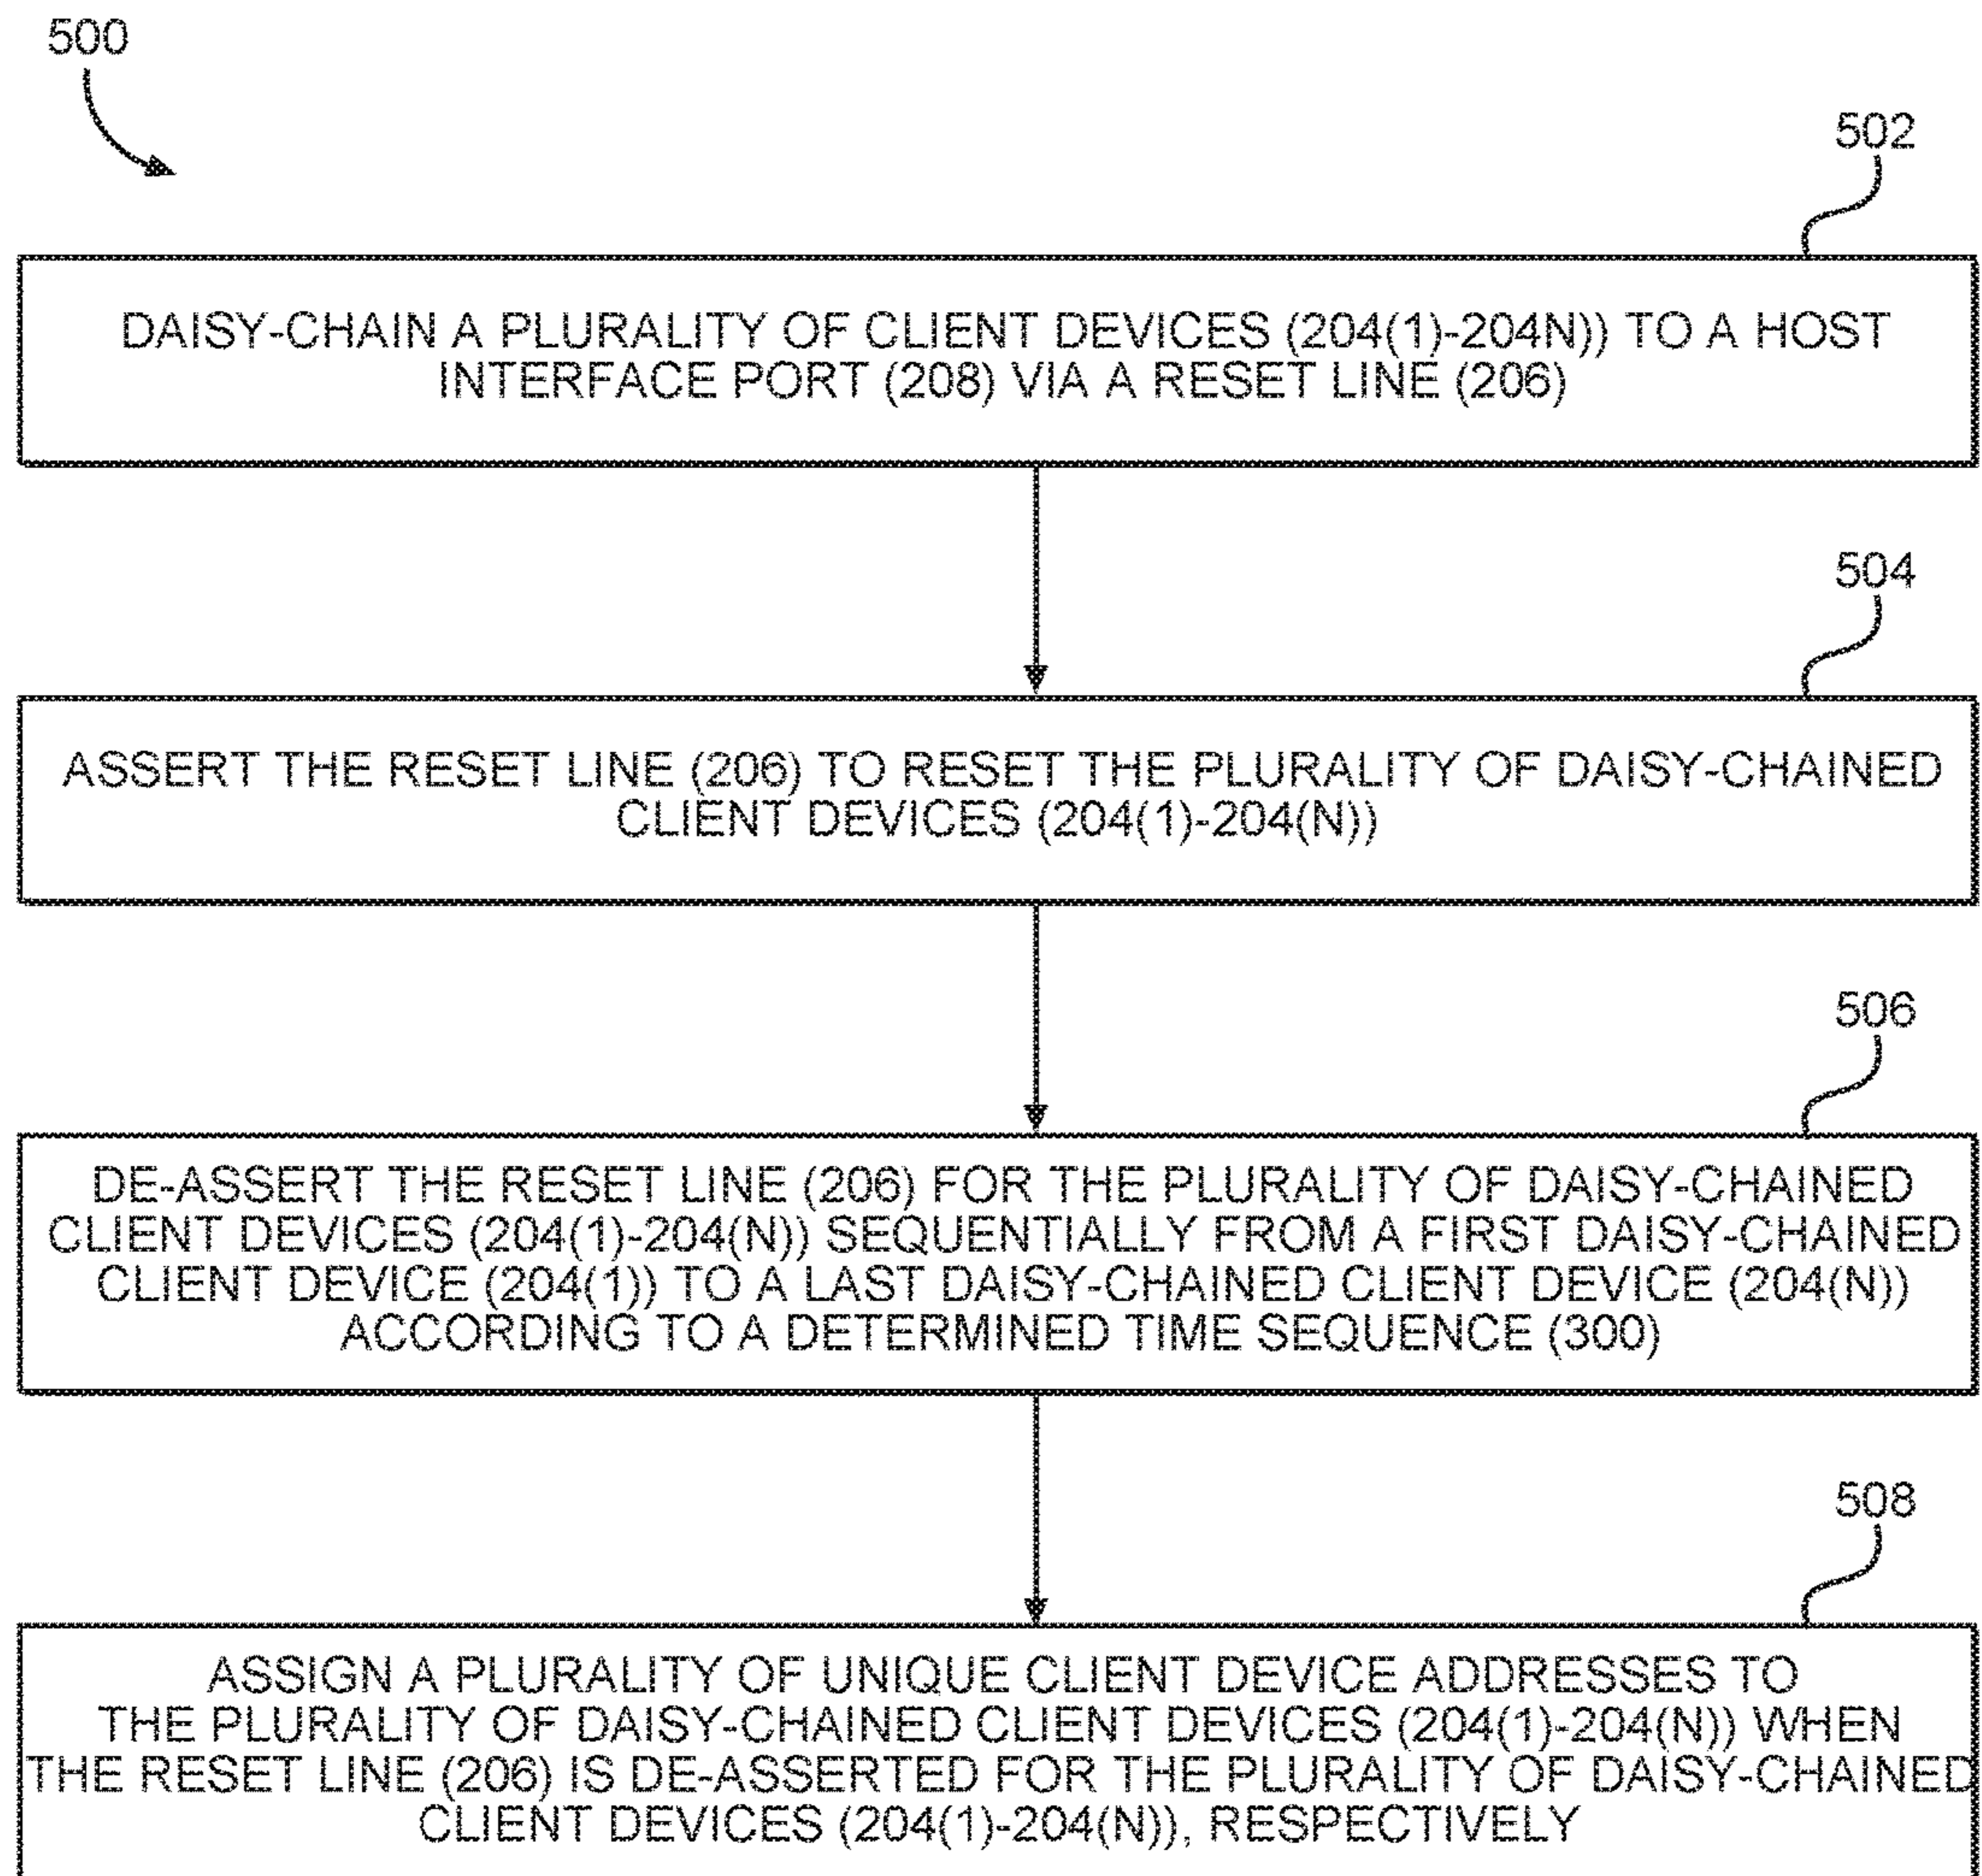 500
502
DAISY-CHAIN A PLURALITY OF CLIENT DEVICES (204(1)-204N)) TO A HOST
INTERFACE PORT (208) VIA A RESET LINE (206)
504
ASSERT THE RESET LINE (206) TO RESET THE PLURALITY OF DAISY-CHAINED
CLIENT DEVICES (204(1)-204(N))
506
DE-ASSERT THE RESET LINE (206) FOR THE PLURALITY OF DAISY-CHAINED
CLIENT DEVICES (204(1)-204(N)) SEQUENTIALLY FROM A FIRST DAISY-CHAINED
CLIENT DEVICE (204(1)) TO A LAST DAISY-CHAINED CLIENT DEVICE (204(N))
ACCORDING TO A DETERMINED TIME SEQUENCE (300)
508
ASSIGN A PLURALITY OF UNIQUE CLIENT DEVICE ADDRESSES TO
THE PLURALITY OF DAISY-CHAINED CLIENT DEVICES (204(1)-204(N)) WHEN
THE RESET LINE (206) IS DE-ASSERTED FOR THE PLURALITY OF DAISY-CHAINED
CLIENT DEVICES (204(1)-204(N)), RESPECTIVELY